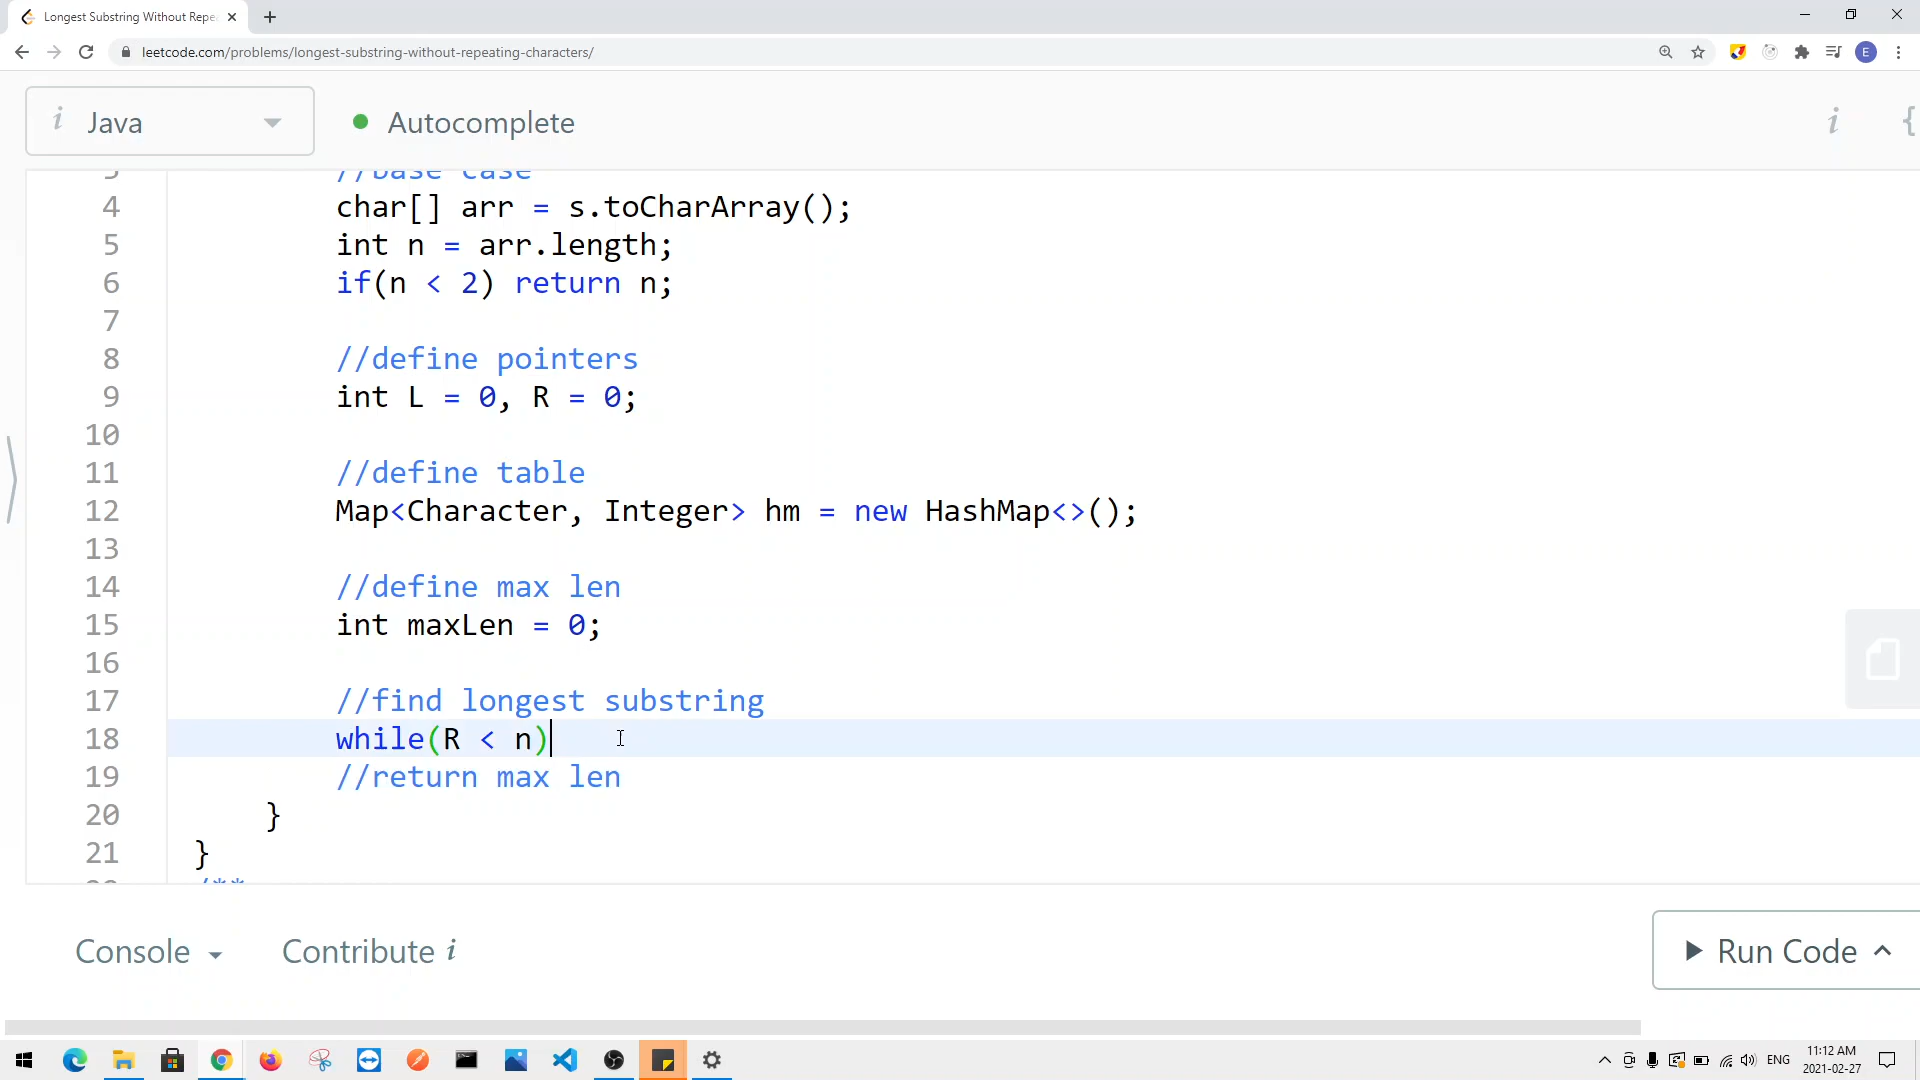 Longest Substring Without Repe
leetcode.com/problems/longest-substring-without-repeating-characters/
E
i Java
Autocomplete
i {
3 //base case
4 char[] arr = s.toCharArray();
5 int n = arr.length;
6 if(n < 2) return n;
7
8 //define pointers
9 int L = 0, R = 0;
10
11 //define table
12 Map<Character, Integer> hm = new HashMap<>();
13
14 //define max len
15 int maxLen = 0;
16
17 //find longest substring
18 while(R < n)
19 //return max len
20 }
21 }
22 /**
Console
Contribute i
Run Code
ENG
11:12 AM
2021-02-27